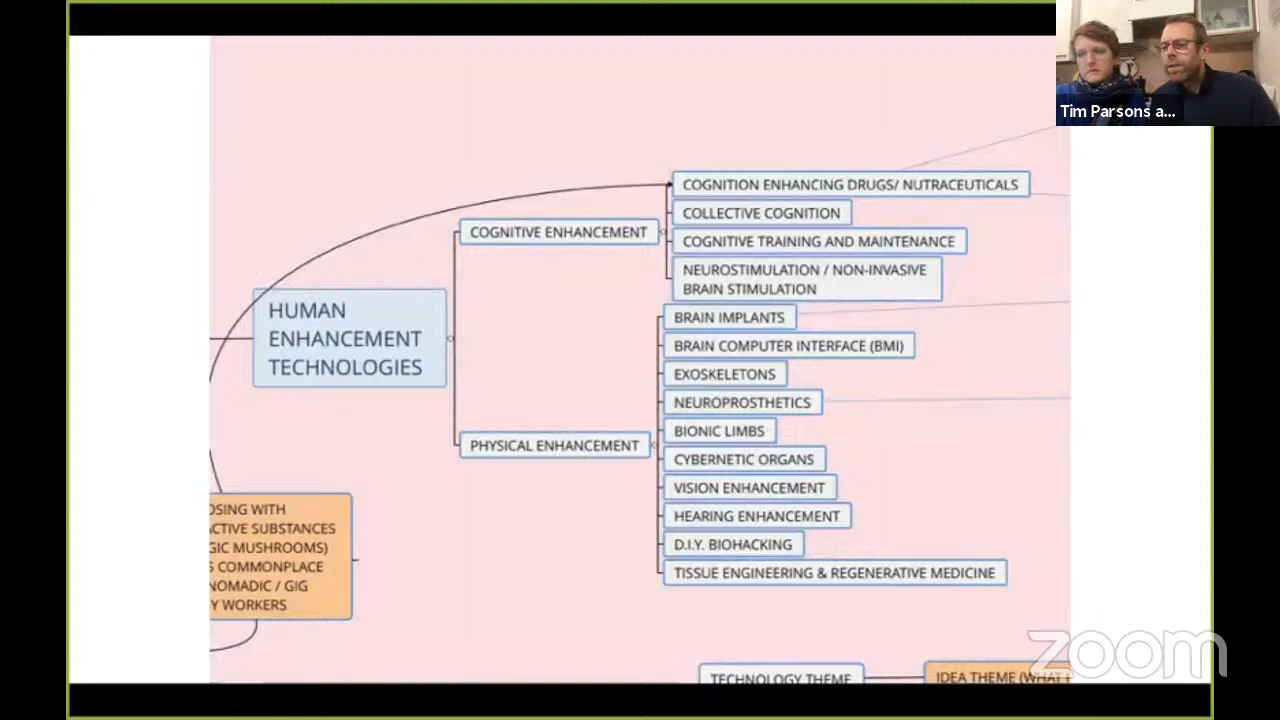 Tim Parsons a...
COGNITION ENHANCING DRUGS/ NUTRACEUTICALS
COLLECTIVE COGNITION
COGNITIVE ENHANCEMENT
COGNITIVE TRAINING AND MAINTENANCE
NEUROSTIMULATION / NON-INVASIVE
BRAIN STIMULATION
HUMAN
ENHANCEMENT
TECHNOLOGIES
BRAIN IMPLANTS
BRAIN COMPUTER INTERFACE (BMI)
EXOSKELETONS
NEUROPROSTHETICS
BIONIC LIMBS
PHYSICAL ENHANCEMENT
CYBERNETIC ORGANS
VISION ENHANCEMENT
HEARING ENHANCEMENT
D.I.Y. BIOHACKING
TISSUE ENGINEERING & REGENERATIVE MEDICINE
OSING WITH
ACTIVE SUBSTANCES
GIC MUSHROOMS)
S COMMONPLACE
NOMADIC / GIG
Y WORKERS
zoom
TECHNOLOGY THEME
IDEA THEME (WHAT I